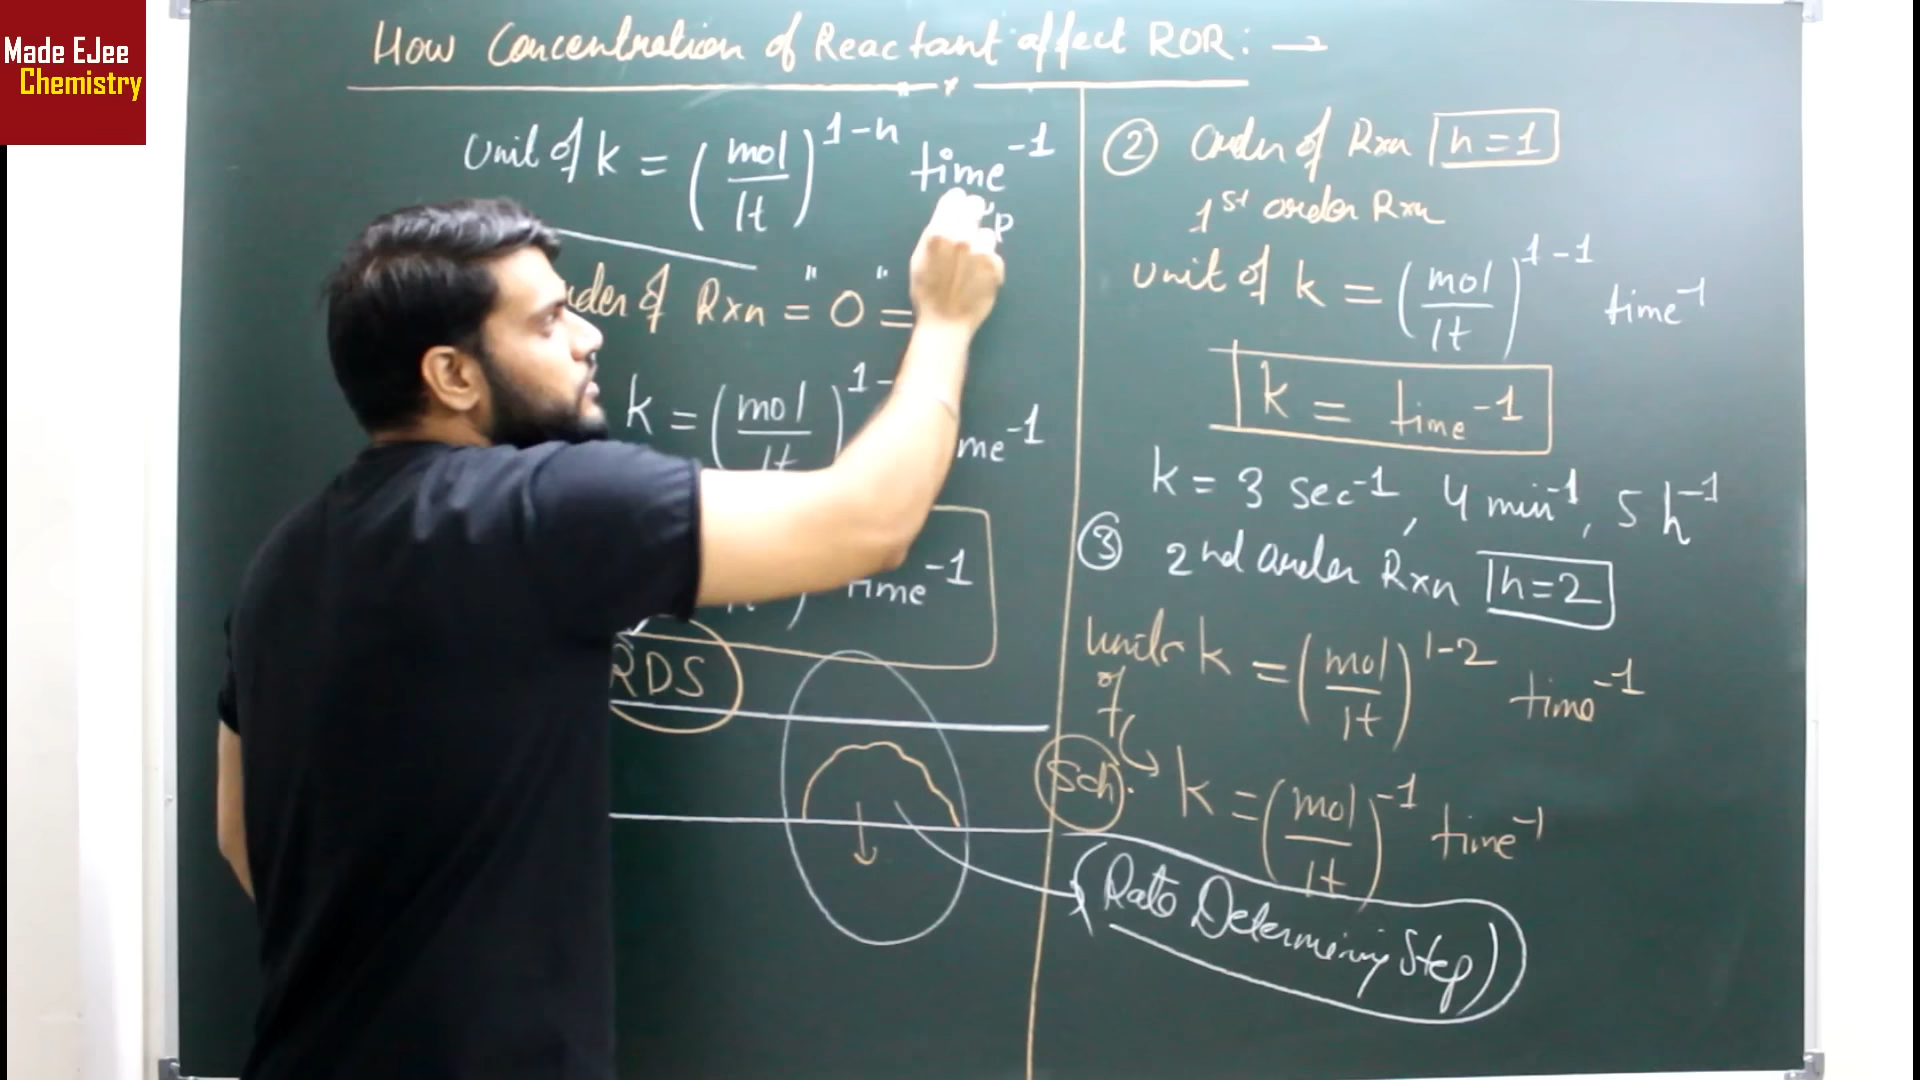 Made EJee
Chemistry
How Concentration of Reactant affect ROR : →
Unit of k = (mol/lt)^1-n time^-1
Rxn = "0" =
k = (mol/lt)^1- me^-1
time^-1
RDS
② Order of Rxn n = 1
1st order Rxn
unit of k = (mol/lt)^1-1 time^-1
k = time^-1
k = 3 sec^-1, 4 min^-1, 5 h^-1
③ 2nd order Rxn n=2
units of k = (mol/lt)^1-2 time^-1
Sch. k = (mol/lt)^-1 time^-1
(Rate Determining Step)